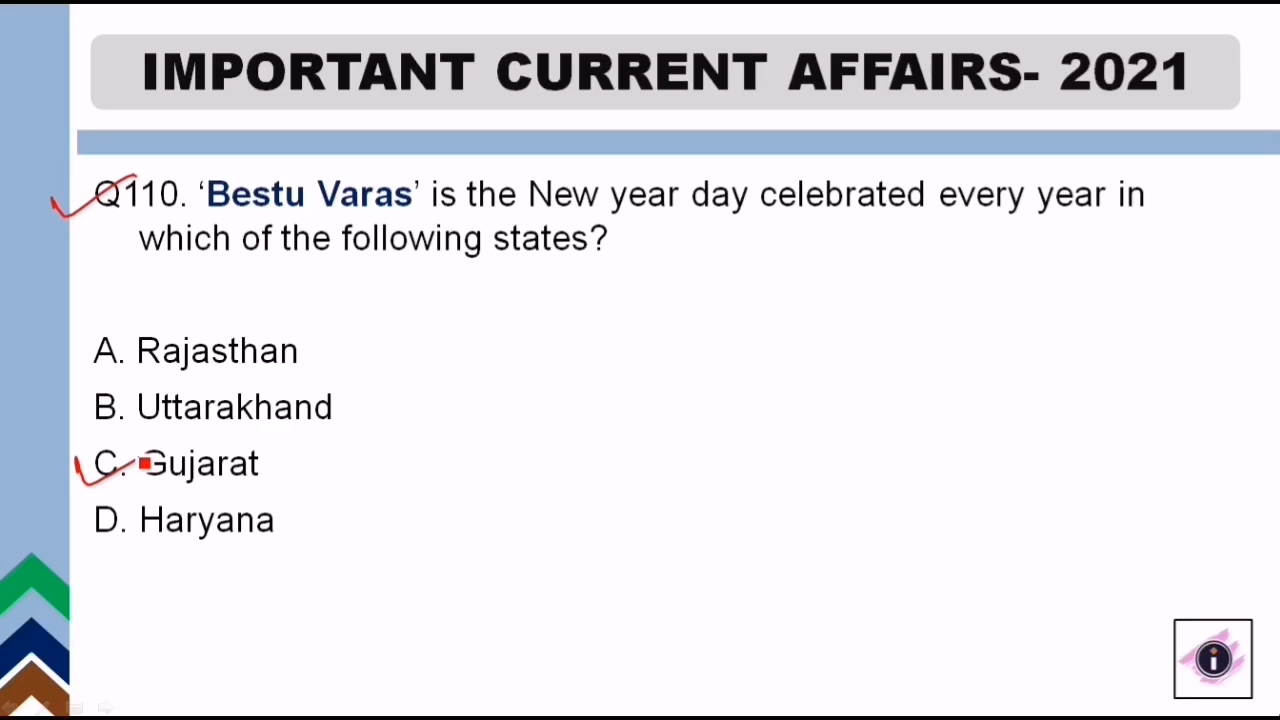 IMPORTANT CURRENT AFFAIRS- 2021
Q110. ‘Bestu Varas’ is the New year day celebrated every year in
which of the following states?
A. Rajasthan
B. Uttarakhand
C. Gujarat
D. Haryana
i